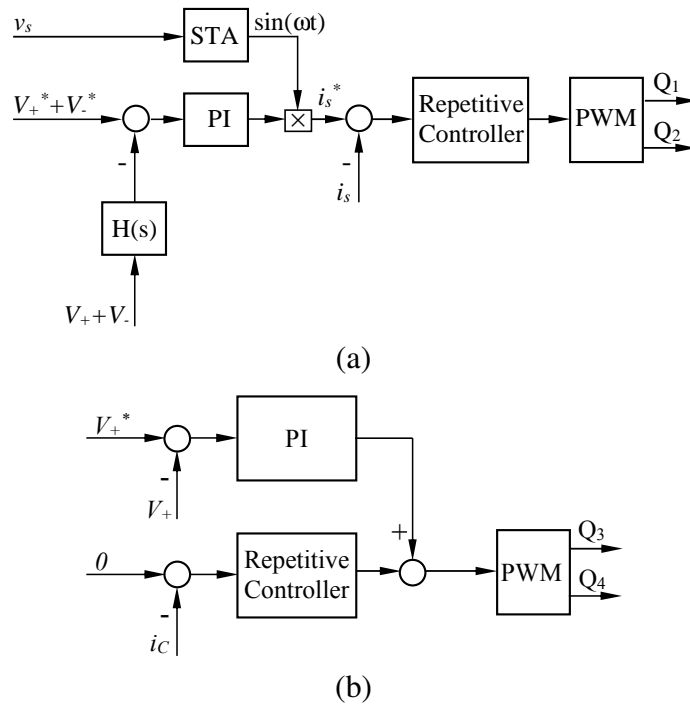 v_s
STA
sin(ωt)
V_+^*+V_-^*
PI
×
i_s^*
Repetitive
Controller
PWM
Q_1
Q_2
-
-
i_s
H(s)
V_++V_-
(a)
V_+^*
PI
-
V_+
+
0
Repetitive
Controller
PWM
Q_3
Q_4
-
i_C
(b)